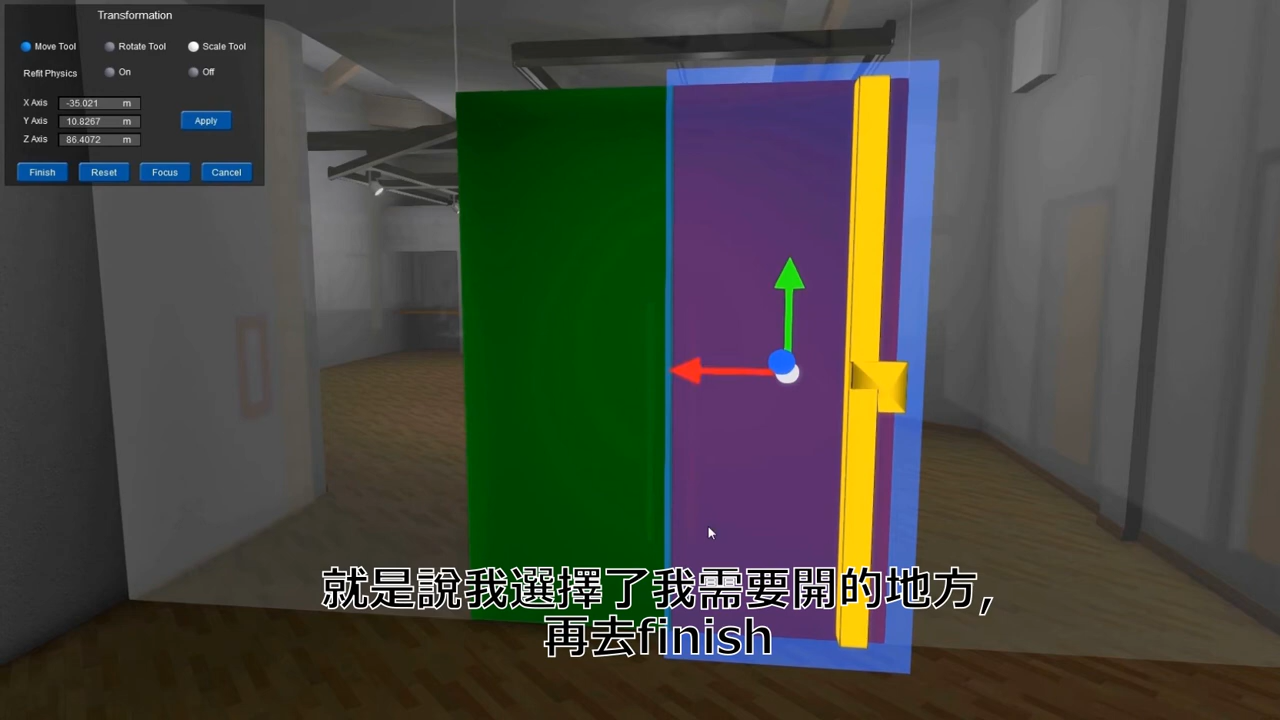 Transformation
Move Tool Rotate Tool Scale Tool
Refit Physics On Off
X Axis -35.021 m
Y Axis 10.8267 m
Apply
Z Axis 86.4072 m
Finish Reset Focus Cancel
就是說我選擇了我需要開的地方,
再去finish